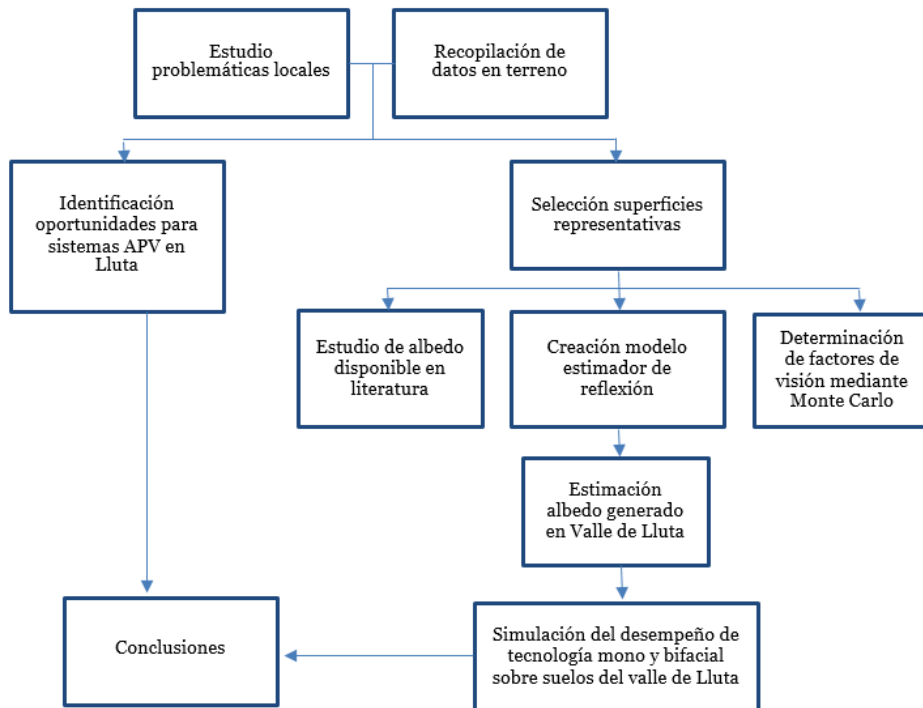 Estudio
problemáticas locales
Recopilación de
datos en terreno
Identificación
oportunidades para
sistemas APV en
Lluta
Selección superficies
representativas
Estudio de albedo
disponible en
literatura
Creación modelo
estimador de
reflexión
Determinación
de factores de
visión mediante
Monte Carlo
Estimación
albedo generado
en Valle de Lluta
Conclusiones
Simulación del desempeño de
tecnología mono y bifacial
sobre suelos del valle de Lluta